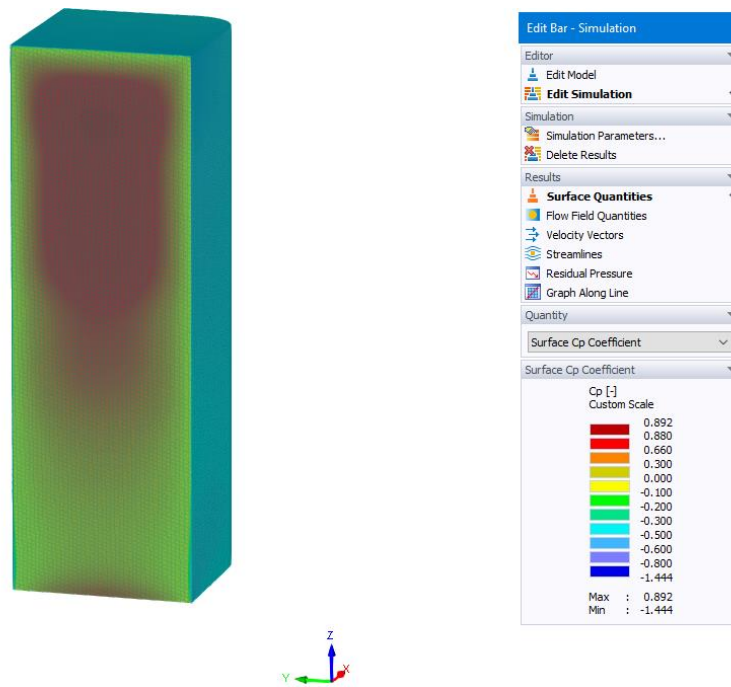 Edit Bar - Simulation
Editor
Edit Model
Edit Simulation
Simulation
Simulation Parameters...
Delete Results
Results
Surface Quantities
Flow Field Quantities
Velocity Vectors
Streamlines
Residual Pressure
Graph Along Line
Quantity
Surface Cp Coefficient
Surface Cp Coefficient
Cp [-]
Custom Scale
0.892
0.880
0.660
0.300
0.000
-0.100
-0.200
-0.300
-0.500
-0.600
-0.800
-1.444
Max : 0.892
Min : -1.444
Z
Y
X